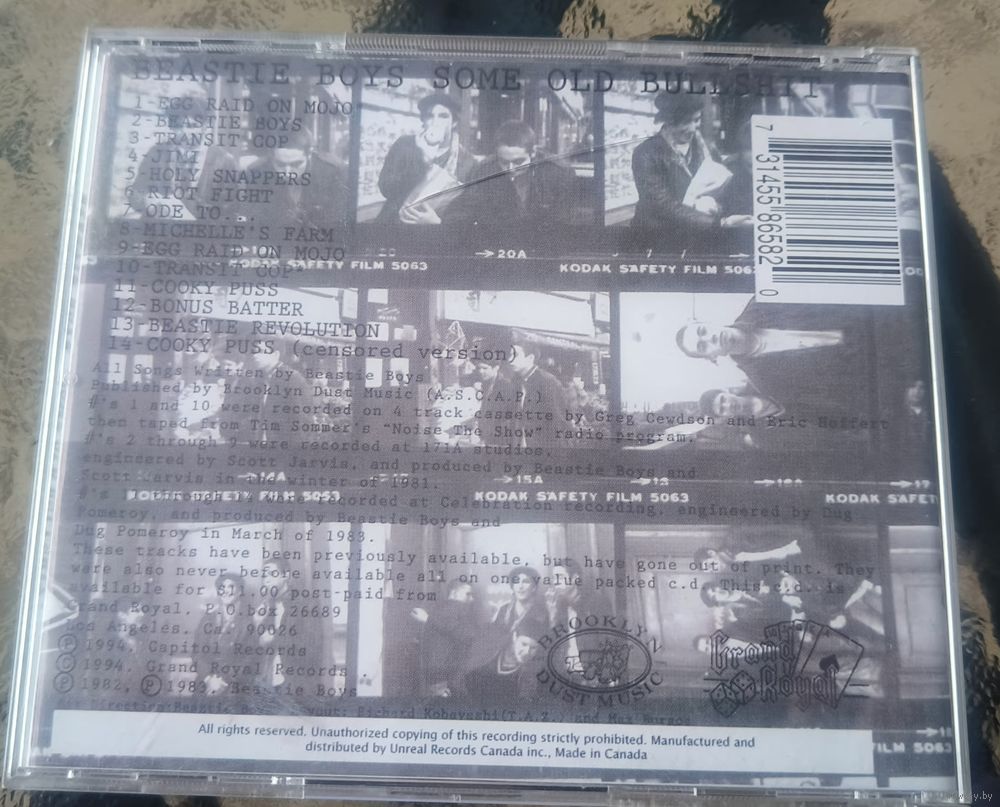 BEASTIE BOYS SOME OLD BULLSHIT
1-EGG RAID ON MOJO
2-BEASTIE BOYS
3-TRANSIT COP
4-JIMI
5-HOLY SNAPPERS
6-RIOT FIGHT
7-ODE TO...
8-MICHELLE'S FARM
9-EGG RAID ON MOJO
10-TRANSIT COP
11-COOKY PUSS
12-BONUS BATTER
13-BEASTIE REVOLUTION
14-COOKY PUSS (censored version)
7 31455 86582 0
→20A
KODAK SAFETY FILM 5063
KODAK SAFETY FILM 506
All Songs Written by Beastie Boys
Published by Brooklyn Dust Music (A.S.C.A.P.)
#'s 1 and 10 were recorded on 4 track cassette by Greg Cewdson and Eric Hoffert
then taped from Tim Sommer's "Noise The Show" radio program.
#'s 2 through 9 were recorded at 171A studios,
engineered by Scott Jarvis, and produced by Beastie Boys and
Scott Jarvis in the winter of 1981.
→15A
→17
KODAK SAFETY FILM 5063
KODAK SAFETY FILM 5063
KODAK SAFET
recorded at Celebration recording, engineered by Dug
Pomeroy, and produced by Beastie Boys and
Dug Pomeroy in March of 1983.
These tracks have been previously available, but have gone out of print. They
were also never before available all on one value packed c.d. This c.d. is
available for $11.00 post-paid from
Grand Royal, P.O.box 26689
Los Angeles, Ca. 90026
℗ 1994, Capitol Records
© 1994, Grand Royal Records
℗ 1982, ℗ 1983, Beastie Boys
BROOKLYN
DUST MUSIC
Grand
Royal
Richard Kobayashi(T.A.Z.) and Max Burgos
All rights reserved. Unauthorized copying of this recording strictly prohibited. Manufactured and
distributed by Unreal Records Canada inc., Made in Canada
FILM 5063